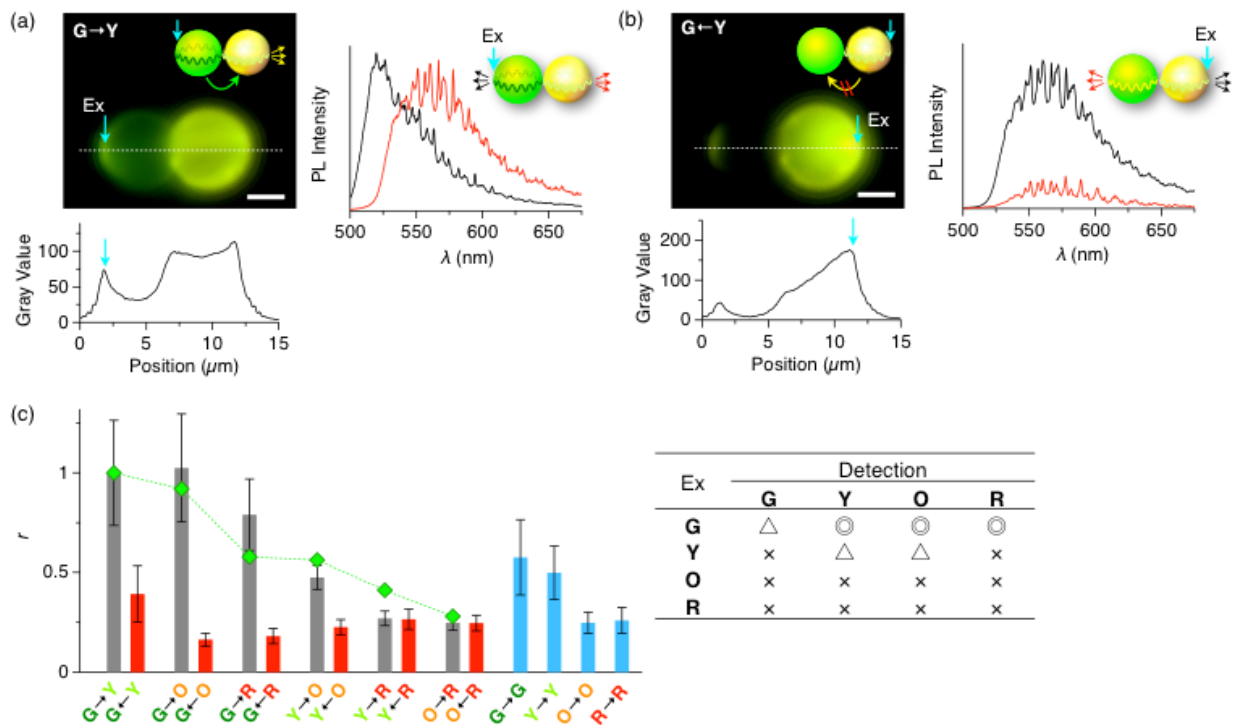 (a)
G→Y
Ex
Ex
PL Intensity
500 550 600 650
λ (nm)
Gray Value
100
50
0
0 5 10 15
Position (μm)
(b)
G←Y
Ex
Ex
PL Intensity
500 550 600 650
λ (nm)
Gray Value
200
100
0
0 5 10 15
Position (μm)
(c)
r
1
0.5
0
G→Y
G←Y
G→O
G←O
G→R
G←R
Y→O
Y←O
Y→R
Y←R
O→R
O←R
G→G
Y→Y
O→O
R→R
Ex Detection
G Y O R
G △ ◎ ◎ ◎
Y × △ △ ×
O × × × ×
R × × × ×